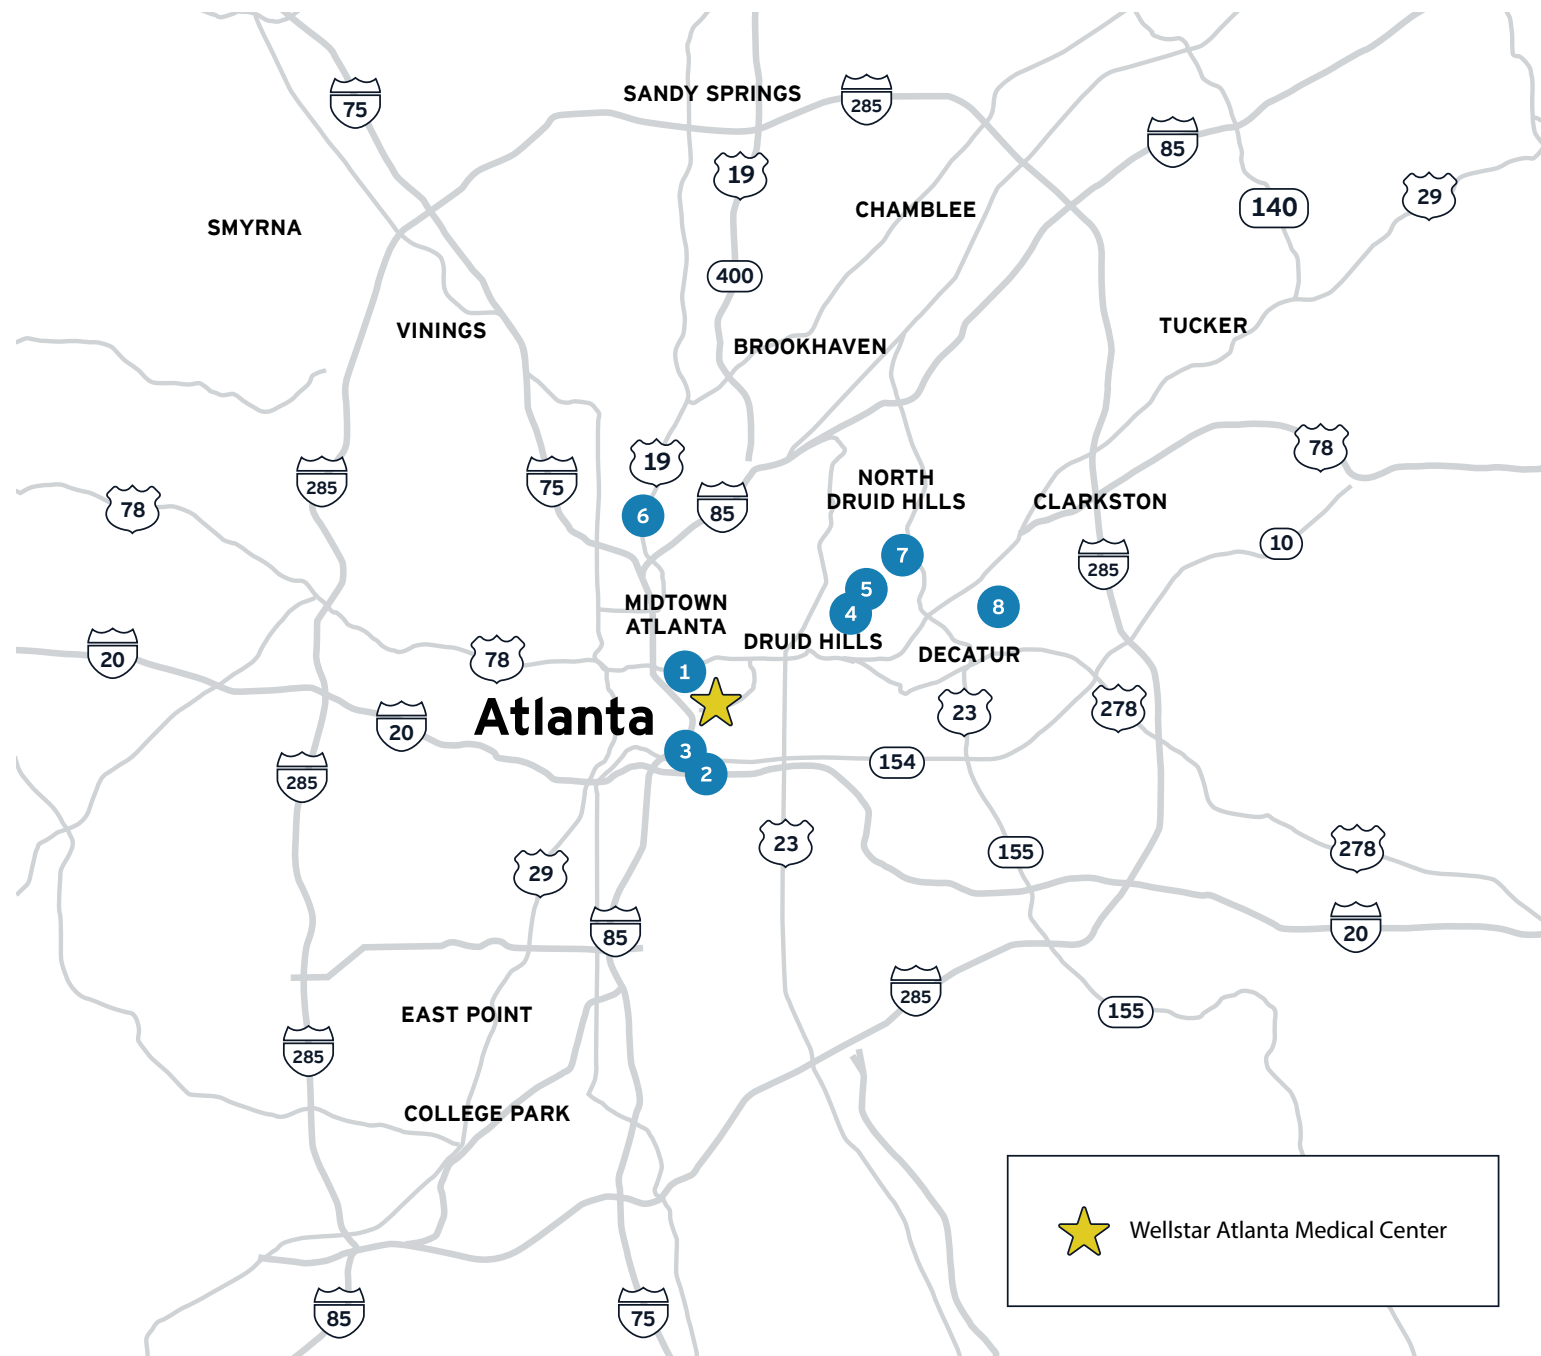 SANDY SPRINGS
75
285
85
19
140
29
CHAMBLEE
SMYRNA
400
TUCKER
VININGS
BROOKHAVEN
78
19
285
75
NORTH
DRUID HILLS
CLARKSTON
78
85
6
10
7
285
5
MIDTOWN
ATLANTA
8
4
DRUID HILLS
20
78
DECATUR
1
278
23
Atlanta
20
3
154
2
285
23
155
278
29
85
20
285
EAST POINT
155
285
COLLEGE PARK
Wellstar Atlanta Medical Center
85
75